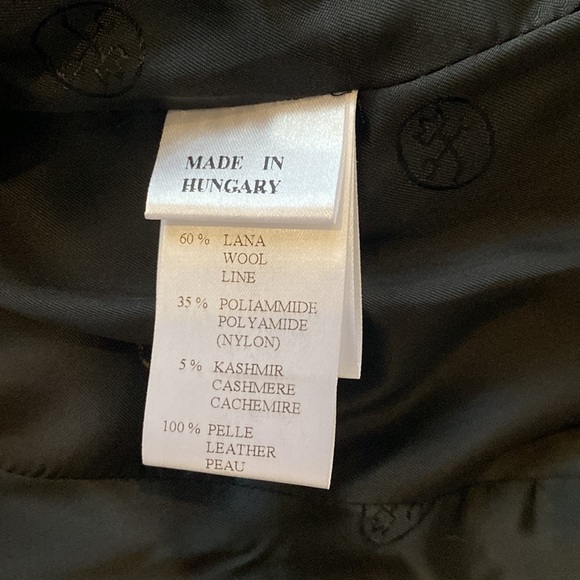 MADE IN
HUNGARY
60 % LANA
WOOL
LINE
35 % POLIAMMIDE
POLYAMIDE
(NYLON)
5 % KASHMIR
CASHMERE
CACHEMIRE
100 % PELLE
LEATHER
PEAU